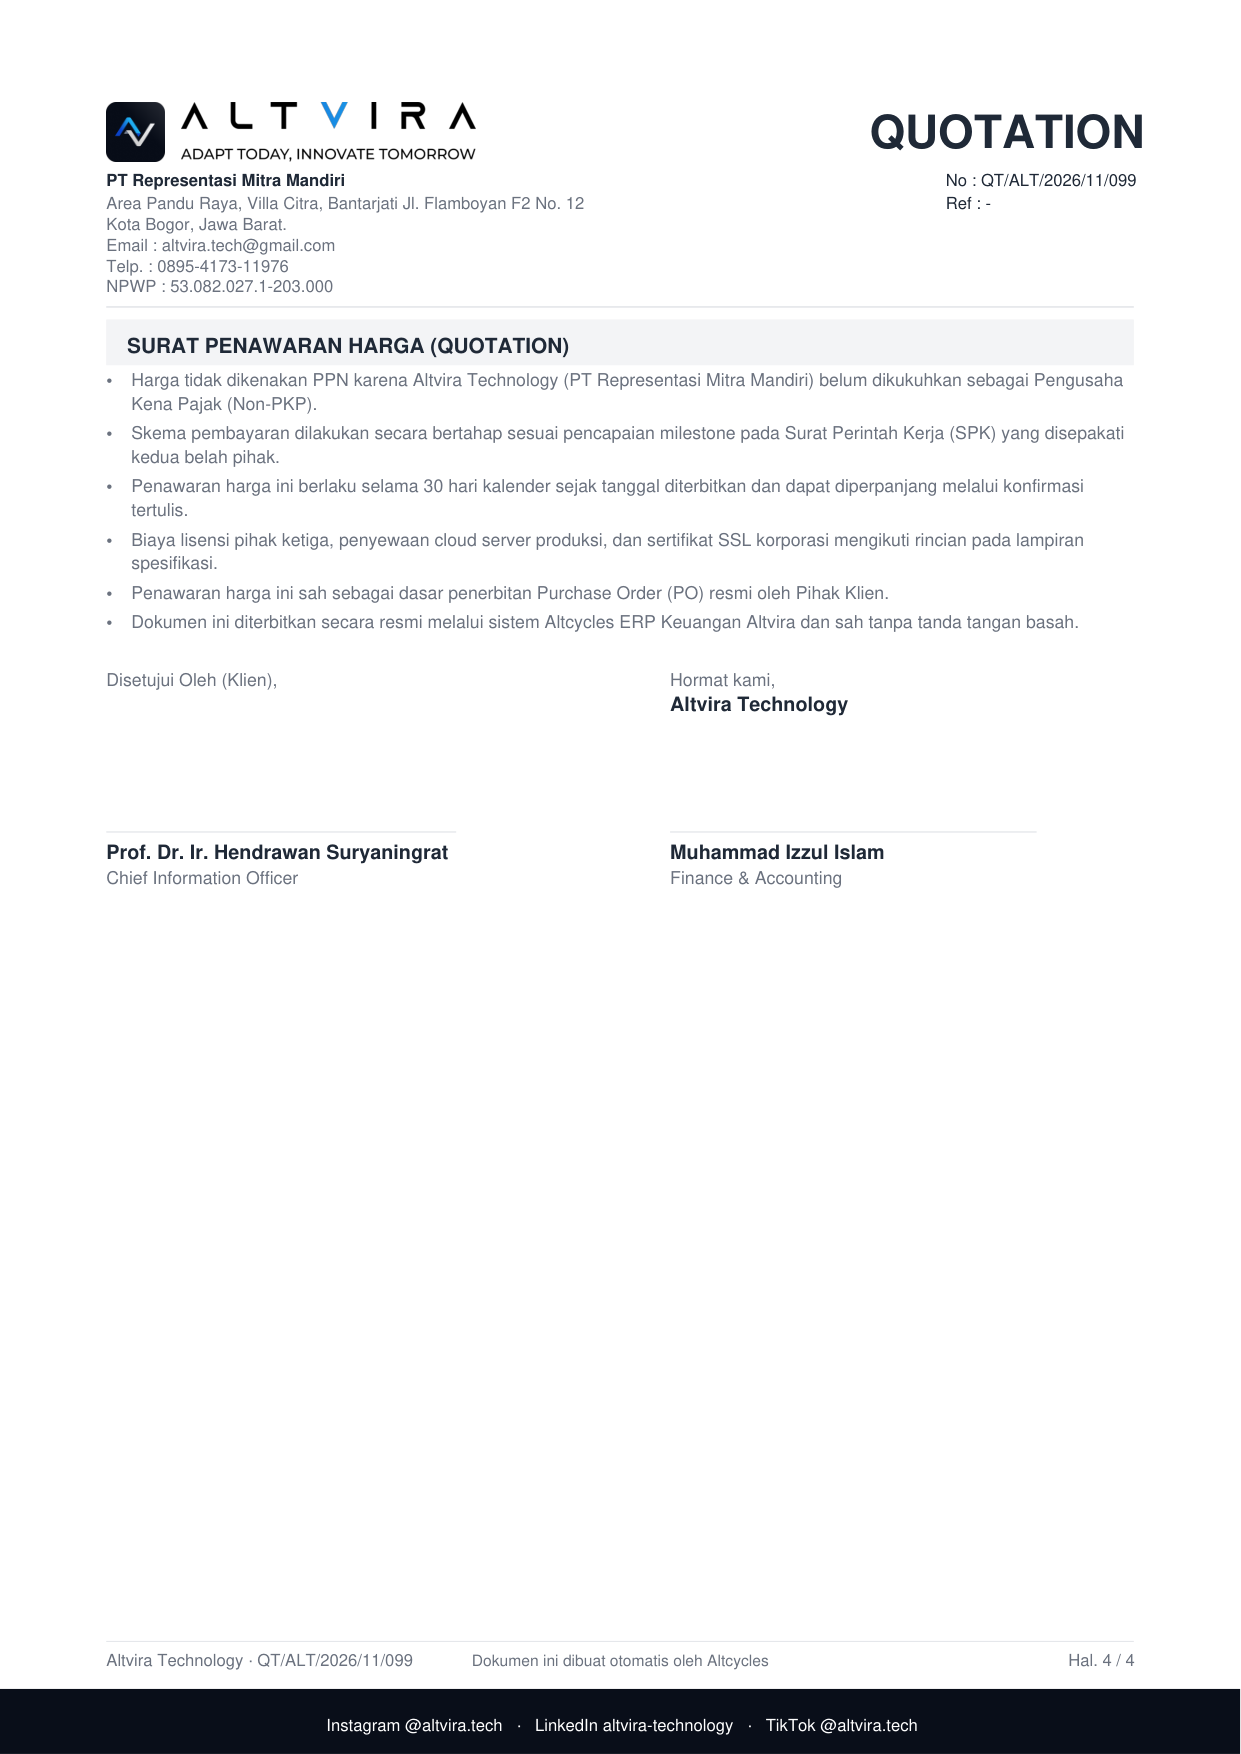 ALTVIRA
ADAPT TODAY, INNOVATE TOMORROW
QUOTATION
PT Representasi Mitra Mandiri
No : QT/ALT/2026/11/099
Area Pandu Raya, Villa Citra, Bantarjati Jl. Flamboyan F2 No. 12
Ref : -
Kota Bogor, Jawa Barat.
Email : altvira.tech@gmail.com
Telp. : 0895-4173-11976
NPWP : 53.082.027.1-203.000
SURAT PENAWARAN HARGA (QUOTATION)
• Harga tidak dikenakan PPN karena Altvira Technology (PT Representasi Mitra Mandiri) belum dikukuhkan sebagai Pengusaha
Kena Pajak (Non-PKP).
• Skema pembayaran dilakukan secara bertahap sesuai pencapaian milestone pada Surat Perintah Kerja (SPK) yang disepakati
kedua belah pihak.
• Penawaran harga ini berlaku selama 30 hari kalender sejak tanggal diterbitkan dan dapat diperpanjang melalui konfirmasi
tertulis.
• Biaya lisensi pihak ketiga, penyewaan cloud server produksi, dan sertifikat SSL korporasi mengikuti rincian pada lampiran
spesifikasi.
• Penawaran harga ini sah sebagai dasar penerbitan Purchase Order (PO) resmi oleh Pihak Klien.
• Dokumen ini diterbitkan secara resmi melalui sistem Altcycles ERP Keuangan Altvira dan sah tanpa tanda tangan basah.
Disetujui Oleh (Klien),
Hormat kami,
Altvira Technology
Prof. Dr. Ir. Hendrawan Suryaningrat
Chief Information Officer
Muhammad Izzul Islam
Finance & Accounting
Altvira Technology · QT/ALT/2026/11/099
Dokumen ini dibuat otomatis oleh Altcycles
Hal. 4 / 4
Instagram @altvira.tech · LinkedIn altvira-technology · TikTok @altvira.tech